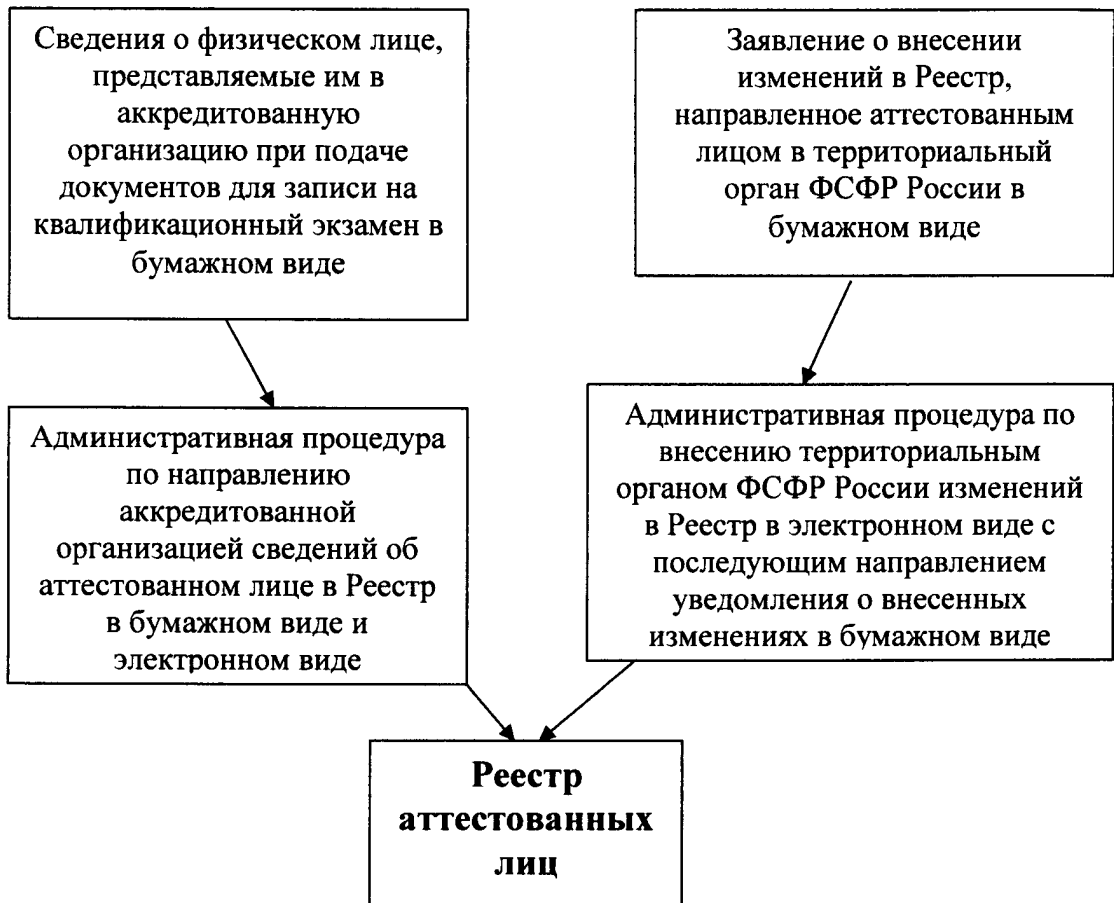 Сведения о физическом лице,
представляемые им в
аккредитованную
организацию при подаче
документов для записи на
квалификационный экзамен в
бумажном виде
Заявление о внесении
изменений в Реестр,
направленное аттестованным
лицом в территориальный
орган ФСФР России в
бумажном виде
Административная процедура
по направлению
аккредитованной
организацией сведений об
аттестованном лице в Реестр
в бумажном виде и
электронном виде
Административная процедура по
внесению территориальным
органом ФСФР России изменений
в Реестр в электронном виде с
последующим направлением
уведомления о внесенных
изменениях в бумажном виде
Реестр
аттестованных
лиц